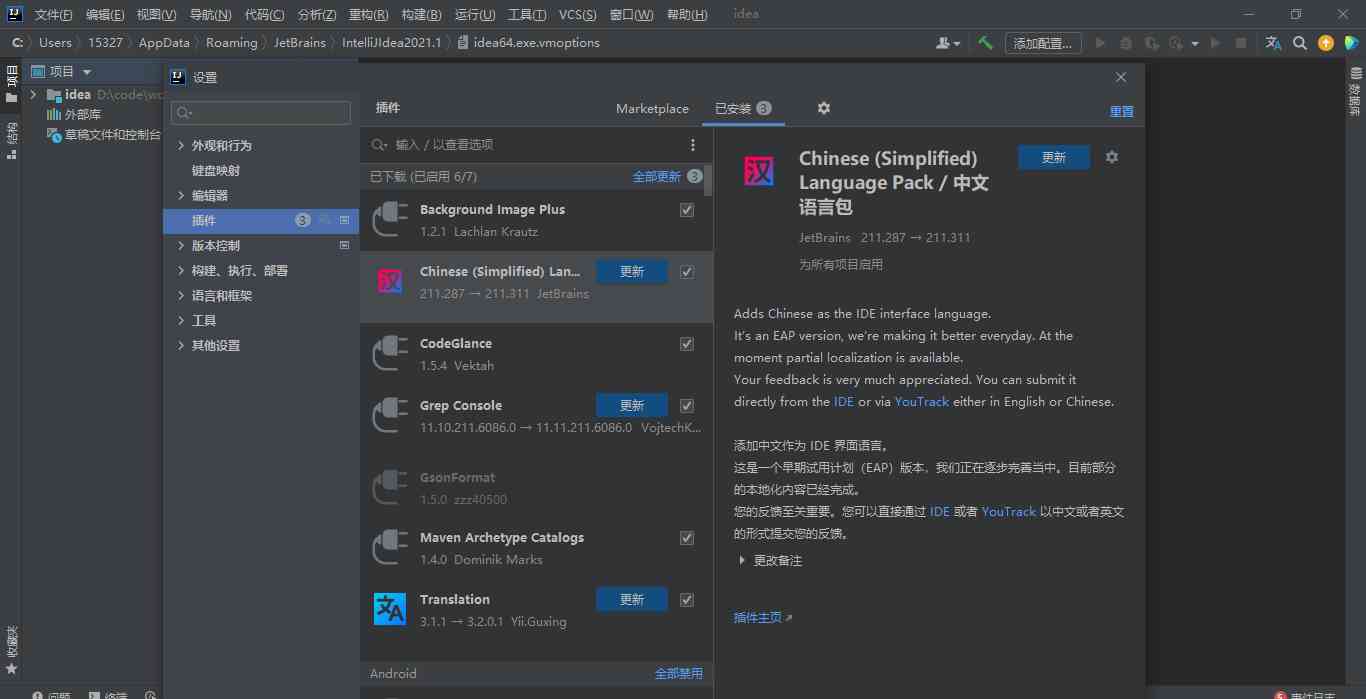 文件(F) 编辑(E) 视图(V) 导航(N) 代码(C) 分析(Z) 重构(R) 构建(B) 运行(U) 工具(T) VCS(S) 窗口(W) 帮助(H) idea
C: Users 15327 AppData Roaming JetBrains IntelliJIdea2021.1 idea64.exe.vmoptions
添加配置...
项目
结构
收藏夹
数据库
项目
idea D:\code\wo
外部库
草稿文件和控制台
设置
外观和行为
键盘映射
编辑器
插件 3
版本控制
构建、执行、部署
语言和框架
工具
其他设置
插件 Marketplace 已安装 3
重置
输入 / 以查看选项
已下载 (已启用 6/7) 全部更新 3
Background Image Plus
1.2.1 Lachlan Krautz
Chinese (Simplified) Lan... 更新
211.287 → 211.311 JetBrains
CodeGlance
1.5.4 Vektah
Grep Console 更新
11.10.211.6086.0 → 11.11.211.6086.0 VojtechK...
GsonFormat
1.5.0 zzz40500
Maven Archetype Catalogs
1.4.0 Dominik Marks
Translation 更新
3.1.1 → 3.2.0.1 Yii.Guxing
Android 全部禁用
汉
Chinese (Simplified)
Language Pack / 中文
语言包
更新
JetBrains 211.287 → 211.311
为所有项目启用
Adds Chinese as the IDE interface language.
It's an EAP version, we're making it better everyday. At the
moment partial localization is available.
Your feedback is very much appreciated. You can submit it
directly from the IDE or via YouTrack either in English or Chinese.
添加中文作为 IDE 界面语言。
这是一个早期试用计划（EAP）版本，我们正在逐步完善当中。目前部分
的本地化内容已经完成。
您的反馈至关重要。您可以直接通过 IDE 或者 YouTrack 以中文或者英文
的形式提交您的反馈。
更改备注
插件主页
问题 终端
5 事件日志